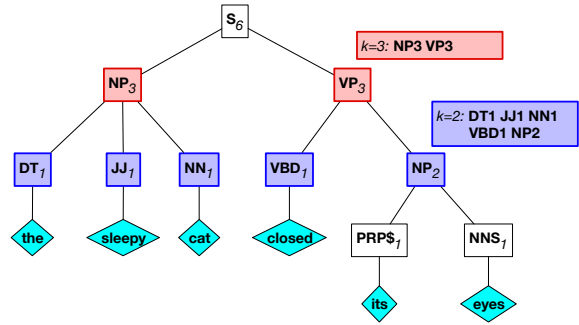 S6
k=3: NP3 VP3
NP3 VP3
k=2: DT1 JJ1 NN1
VBD1 NP2
DT1 JJ1 NN1 VBD1 NP2
the sleepy cat closed PRP$1 NNS1
its eyes